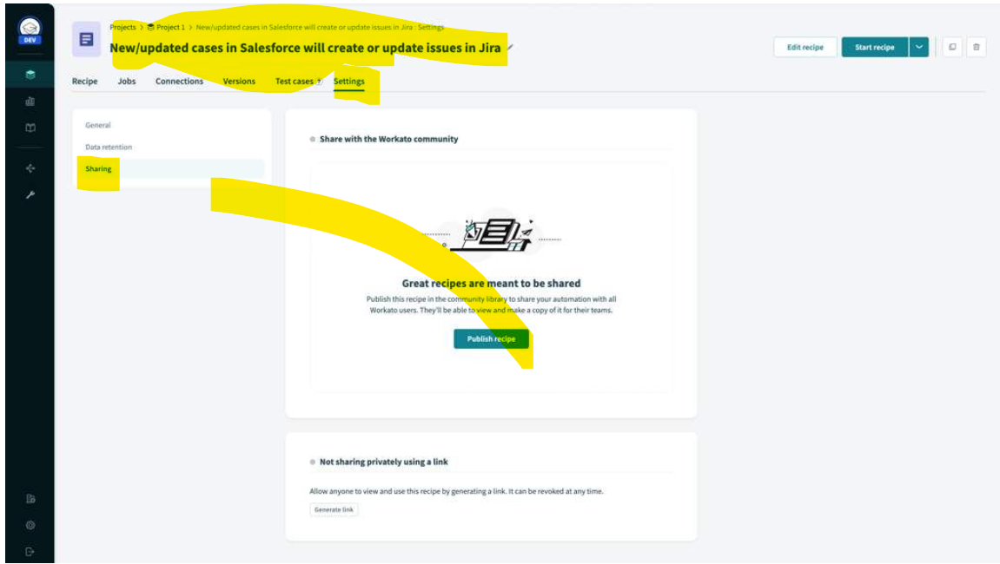 DEV
Projects > Project 1 > New/updated cases in Salesforce will create or update issues in Jira : Settings
New/updated cases in Salesforce will create or update issues in Jira
Edit recipe
Start recipe
Recipe Jobs Connections Versions Test cases ? Settings
General
Data retention
Sharing
Share with the Workato community
Great recipes are meant to be shared
Publish this recipe in the community library to share your automation with all
Workato users. They'll be able to view and make a copy of it for their teams.
Publish recipe
Not sharing privately using a link
Allow anyone to view and use this recipe by generating a link. It can be revoked at any time.
Generate link